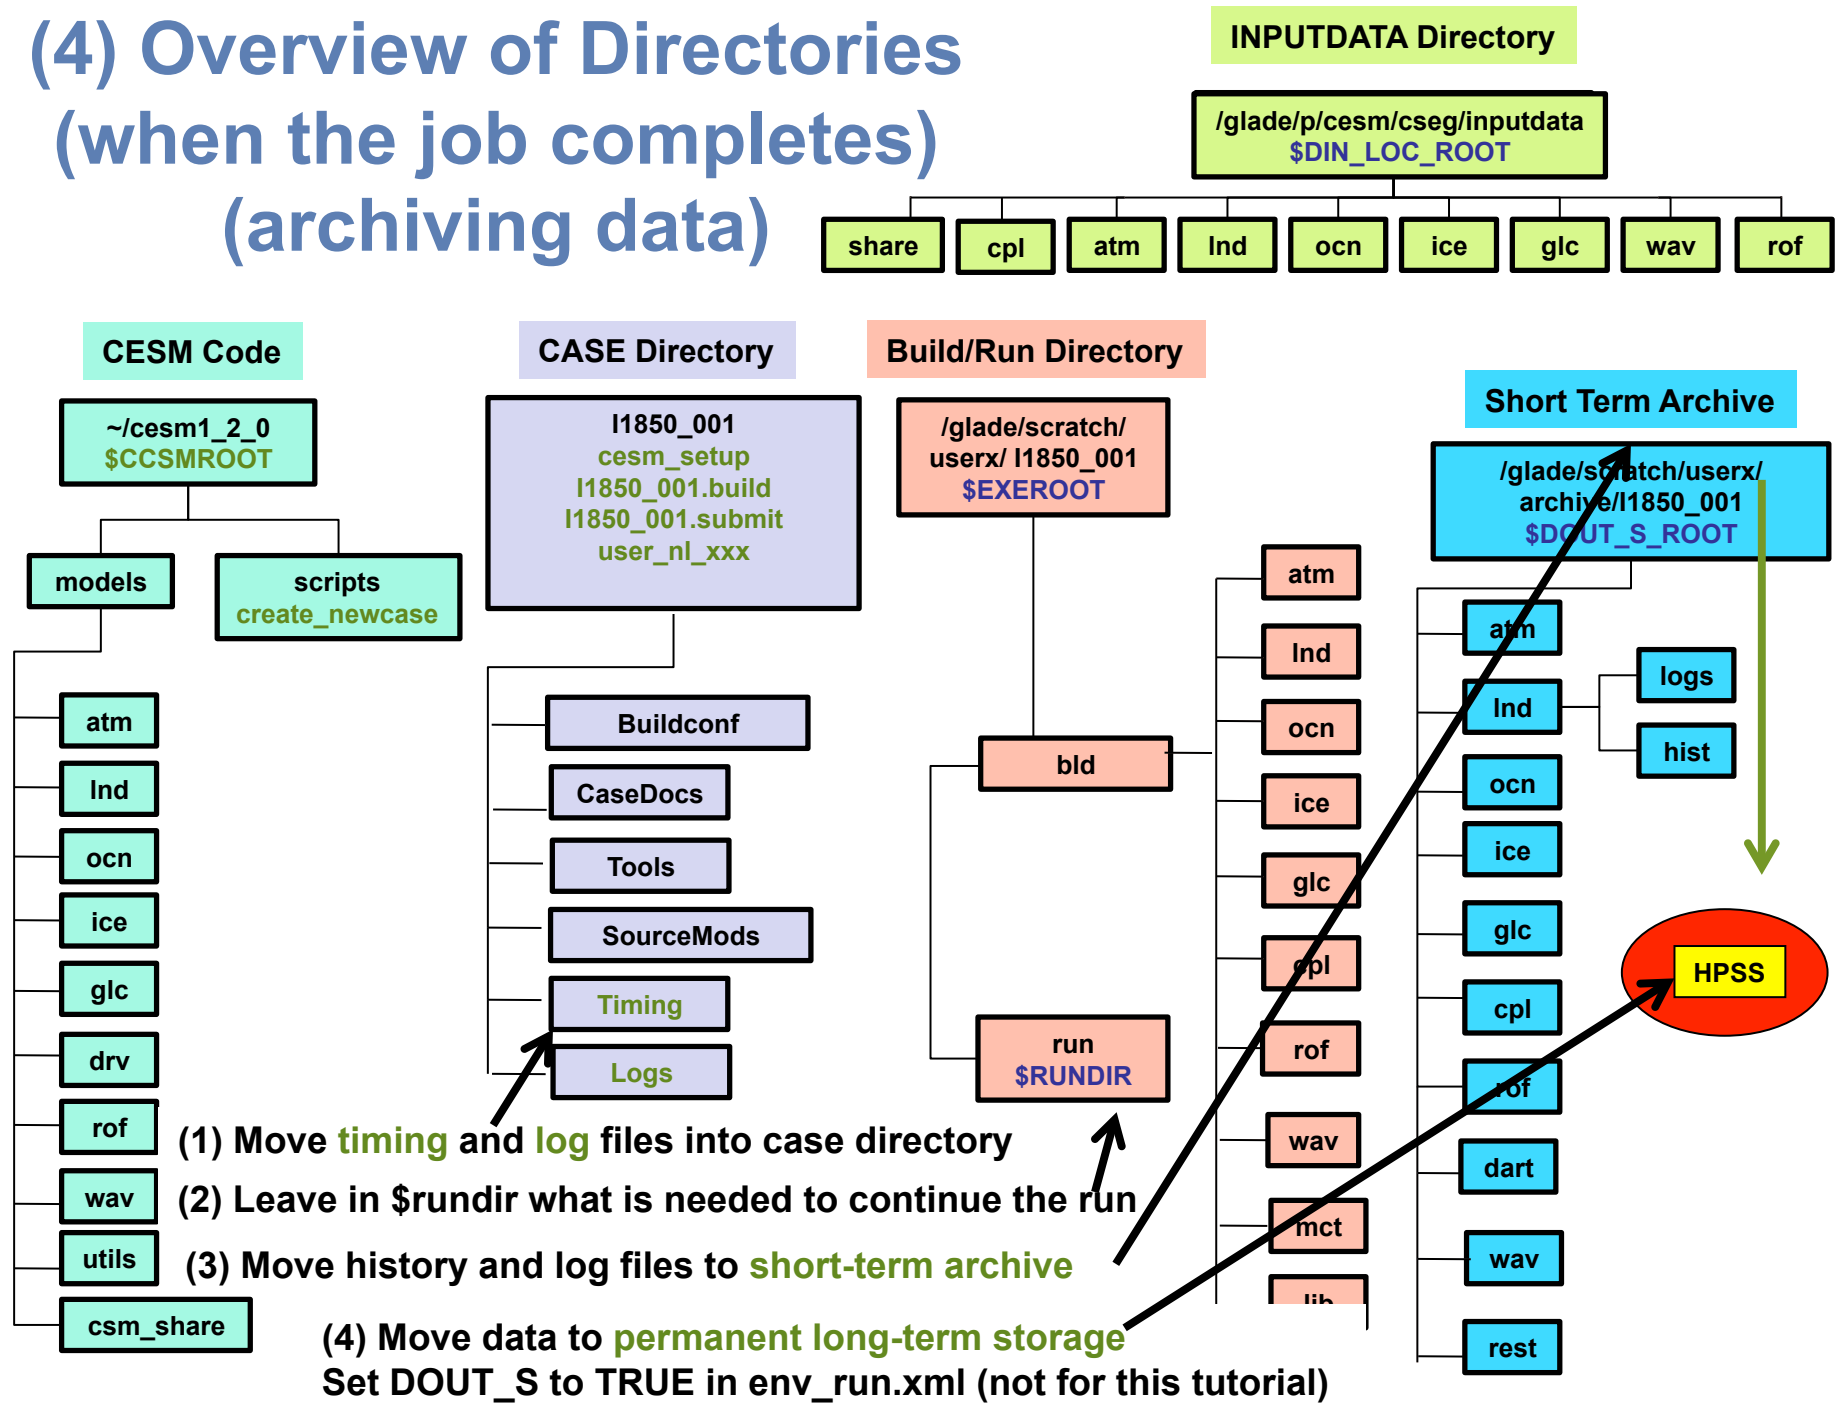 (4) Overview of Directories
(when the job completes)
(archiving data)
INPUTDATA Directory
/glade/p/cesm/cseg/inputdata
$DIN_LOC_ROOT
share
cpl
atm
lnd
ocn
ice
glc
wav
rof
CESM Code
~/cesm1_2_0
$CCSMROOT
models
scripts
create_newcase
atm
lnd
ocn
ice
glc
drv
rof
wav
utils
csm_share
CASE Directory
I1850_001
cesm_setup
I1850_001.build
I1850_001.submit
user_nl_xxx
Buildconf
CaseDocs
Tools
SourceMods
Timing
Logs
Build/Run Directory
/glade/scratch/
userx/ I1850_001
$EXEROOT
bld
run
$RUNDIR
atm
lnd
ocn
ice
glc
cpl
rof
wav
mct
lib
Short Term Archive
/glade/scratch/userx/
archive/I1850_001
$DOUT_S_ROOT
atm
lnd
logs
hist
ocn
ice
glc
cpl
rof
dart
wav
rest
HPSS
(1) Move timing and log files into case directory
(2) Leave in $rundir what is needed to continue the run
(3) Move history and log files to short-term archive
(4) Move data to permanent long-term storage
Set DOUT_S to TRUE in env_run.xml (not for this tutorial)